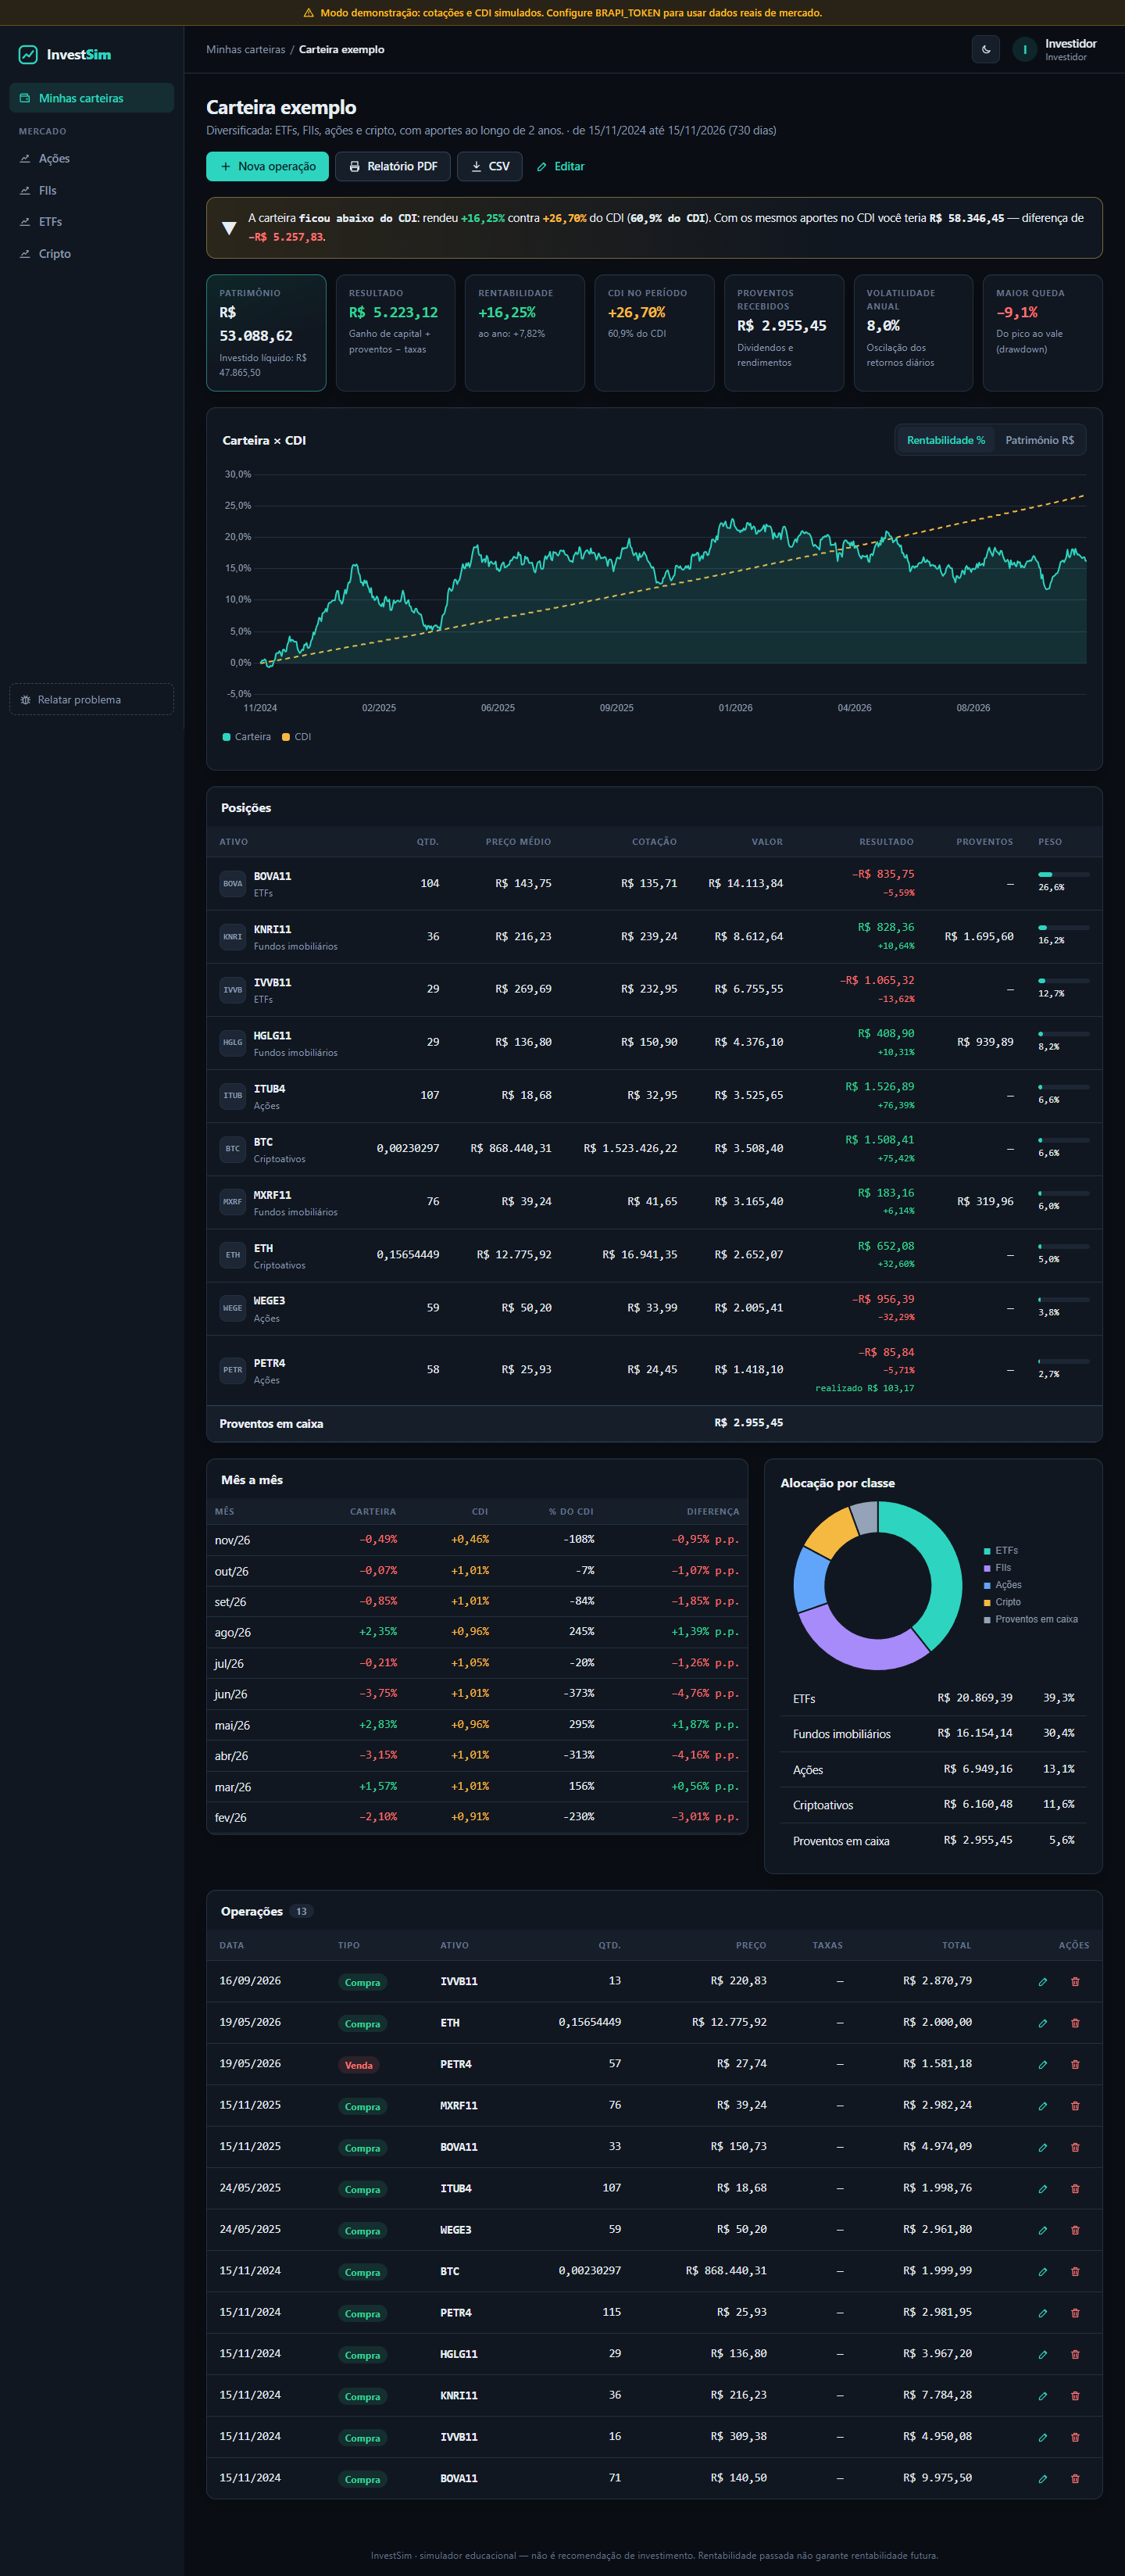 Modo demonstração: cotações e CDI simulados. Configure BRAPI_TOKEN para usar dados reais de mercado.
InvestSim
Minhas carteiras
MERCADO
Ações
FIIs
ETFs
Cripto
Relatar problema
Minhas carteiras / Carteira exemplo
I
Investidor
Investidor
Carteira exemplo
Diversificada: ETFs, FIIs, ações e cripto, com aportes ao longo de 2 anos. · de 15/11/2024 até 15/11/2026 (730 dias)
Nova operação
Relatório PDF
CSV
Editar
A carteira ficou abaixo do CDI: rendeu +16,25% contra +26,70% do CDI (60,9% do CDI). Com os mesmos aportes no CDI você teria R$ 58.346,45 — diferença de
−R$ 5.257,83.
PATRIMÔNIO
R$
53.088,62
Investido líquido: R$
47.865,50
RESULTADO
R$ 5.223,12
Ganho de capital +
proventos − taxas
RENTABILIDADE
+16,25%
ao ano: +7,82%
CDI NO PERÍODO
+26,70%
60,9% do CDI
PROVENTOS
RECEBIDOS
R$ 2.955,45
Dividendos e
rendimentos
VOLATILIDADE
ANUAL
8,0%
Oscilação dos
retornos diários
MAIOR QUEDA
−9,1%
Do pico ao vale
(drawdown)
Carteira × CDI
Rentabilidade %
Patrimônio R$
30,0%
25,0%
20,0%
15,0%
10,0%
5,0%
0,0%
-5,0%
11/2024 02/2025 06/2025 09/2025 01/2026 04/2026 08/2026
Carteira CDI
Posições
ATIVO QTD. PREÇO MÉDIO COTAÇÃO VALOR RESULTADO PROVENTOS PESO
BOVA BOVA11 ETFs 104 R$ 143,75 R$ 135,71 R$ 14.113,84 −R$ 835,75 −5,59% — 26,6%
KNRI KNRI11 Fundos imobiliários 36 R$ 216,23 R$ 239,24 R$ 8.612,64 R$ 828,36 +10,64% R$ 1.695,60 16,2%
IVVB IVVB11 ETFs 29 R$ 269,69 R$ 232,95 R$ 6.755,55 −R$ 1.065,32 −13,62% — 12,7%
HGLG HGLG11 Fundos imobiliários 29 R$ 136,80 R$ 150,90 R$ 4.376,10 R$ 408,90 +10,31% R$ 939,89 8,2%
ITUB ITUB4 Ações 107 R$ 18,68 R$ 32,95 R$ 3.525,65 R$ 1.526,89 +76,39% — 6,6%
BTC BTC Criptoativos 0,00230297 R$ 868.440,31 R$ 1.523.426,22 R$ 3.508,40 R$ 1.508,41 +75,42% — 6,6%
MXRF MXRF11 Fundos imobiliários 76 R$ 39,24 R$ 41,65 R$ 3.165,40 R$ 183,16 +6,14% R$ 319,96 6,0%
ETH ETH Criptoativos 0,15654449 R$ 12.775,92 R$ 16.941,35 R$ 2.652,07 R$ 652,08 +32,60% — 5,0%
WEGE WEGE3 Ações 59 R$ 50,20 R$ 33,99 R$ 2.005,41 −R$ 956,39 −32,29% — 3,8%
PETR PETR4 Ações 58 R$ 25,93 R$ 24,45 R$ 1.418,10 −R$ 85,84 −5,71% realizado R$ 103,17 — 2,7%
Proventos em caixa R$ 2.955,45
Mês a mês
MÊS CARTEIRA CDI % DO CDI DIFERENÇA
nov/26 −0,49% +0,46% -108% −0,95% p.p.
out/26 −0,07% +1,01% -7% −1,07% p.p.
set/26 −0,85% +1,01% -84% −1,85% p.p.
ago/26 +2,35% +0,96% 245% +1,39% p.p.
jul/26 −0,21% +1,05% -20% −1,26% p.p.
jun/26 −3,75% +1,01% -373% −4,76% p.p.
mai/26 +2,83% +0,96% 295% +1,87% p.p.
abr/26 −3,15% +1,01% -313% −4,16% p.p.
mar/26 +1,57% +1,01% 156% +0,56% p.p.
fev/26 −2,10% +0,91% -230% −3,01% p.p.
Alocação por classe
ETFs
FIIs
Ações
Cripto
Proventos em caixa
ETFs R$ 20.869,39 39,3%
Fundos imobiliários R$ 16.154,14 30,4%
Ações R$ 6.949,16 13,1%
Criptoativos R$ 6.160,48 11,6%
Proventos em caixa R$ 2.955,45 5,6%
Operações 13
DATA TIPO ATIVO QTD. PREÇO TAXAS TOTAL AÇÕES
16/09/2026 Compra IVVB11 13 R$ 220,83 — R$ 2.870,79
19/05/2026 Compra ETH 0,15654449 R$ 12.775,92 — R$ 2.000,00
19/05/2026 Venda PETR4 57 R$ 27,74 — R$ 1.581,18
15/11/2025 Compra MXRF11 76 R$ 39,24 — R$ 2.982,24
15/11/2025 Compra BOVA11 33 R$ 150,73 — R$ 4.974,09
24/05/2025 Compra ITUB4 107 R$ 18,68 — R$ 1.998,76
24/05/2025 Compra WEGE3 59 R$ 50,20 — R$ 2.961,80
15/11/2024 Compra BTC 0,00230297 R$ 868.440,31 — R$ 1.999,99
15/11/2024 Compra PETR4 115 R$ 25,93 — R$ 2.981,95
15/11/2024 Compra HGLG11 29 R$ 136,80 — R$ 3.967,20
15/11/2024 Compra KNRI11 36 R$ 216,23 — R$ 7.784,28
15/11/2024 Compra IVVB11 16 R$ 309,38 — R$ 4.950,08
15/11/2024 Compra BOVA11 71 R$ 140,50 — R$ 9.975,50
InvestSim · simulador educacional — não é recomendação de investimento. Rentabilidade passada não garante rentabilidade futura.